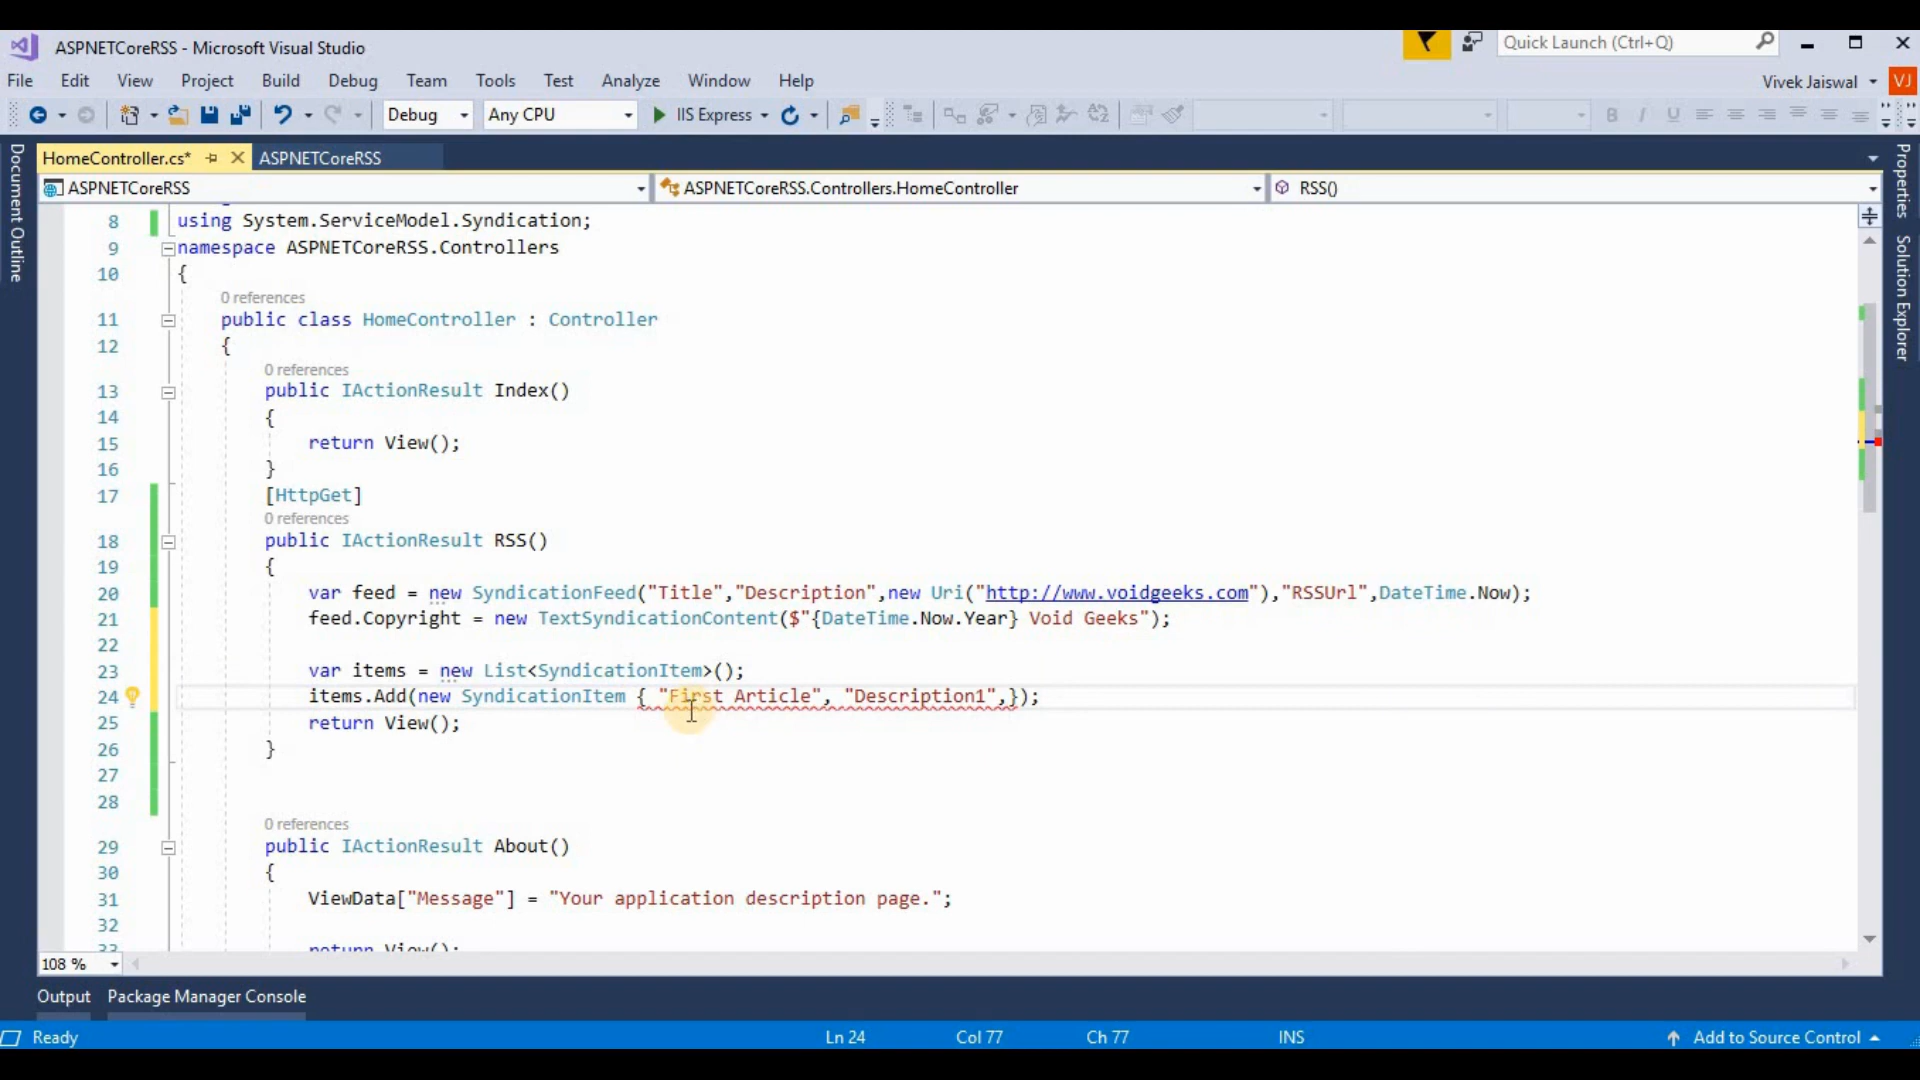 ASPNETCoreRSS - Microsoft Visual Studio
Quick Launch (Ctrl+Q)
File Edit View Project Build Debug Team Tools Test Analyze Window Help
Vivek Jaiswal VJ
Debug Any CPU IIS Express B I U
Document Outline
HomeController.cs* ASPNETCoreRSS
Properties
Solution Explorer
ASPNETCoreRSS ASPNETCoreRSS.Controllers.HomeController RSS()
8 using System.ServiceModel.Syndication;
9 namespace ASPNETCoreRSS.Controllers
10 {
0 references
11 public class HomeController : Controller
12 {
0 references
13 public IActionResult Index()
14 {
15 return View();
16 }
17 [HttpGet]
0 references
18 public IActionResult RSS()
19 {
20 var feed = new SyndicationFeed("Title","Description",new Uri("http://www.voidgeeks.com"),"RSSUrl",DateTime.Now);
21 feed.Copyright = new TextSyndicationContent($"{DateTime.Now.Year} Void Geeks");
22
23 var items = new List<SyndicationItem>();
24 items.Add(new SyndicationItem { "First Article", "Description1",});
25 return View();
26 }
27
28
0 references
29 public IActionResult About()
30 {
31 ViewData["Message"] = "Your application description page.";
32
33 return View();
108 %
Output Package Manager Console
Ready Ln 24 Col 77 Ch 77 INS Add to Source Control